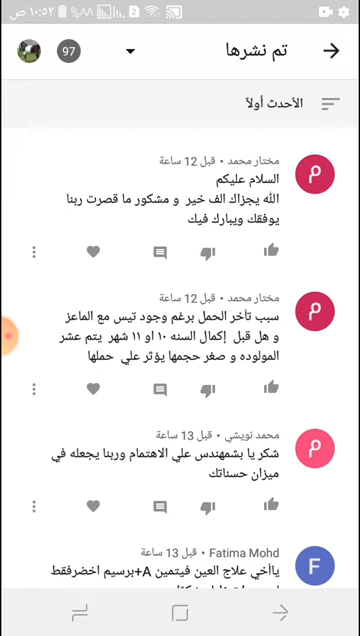 ١٠:٥٢ ص
٨٨%
2
تم نشرها
97
الأحدث أولاً
مختار محمد • قبل 12 ساعة
السلام عليكم
الله يجزاك الف خير و مشكور ما قصرت ربنا
يوفقك ويبارك فيك
مختار محمد • قبل 12 ساعة
سبب تأخر الحمل برغم وجود تيس مع الماعز
و هل قبل إكمال السنه ١٠ او ١١ شهر يتم عشر
المولوده و صغر حجمها يؤثر علي حملها
محمد نويشي • قبل 13 ساعة
شكر يا بشمهندس علي الاهتمام وربنا يجعله في
ميزان حسناتك
Fatima Mohd • قبل 13 ساعة
ياأخي علاج العين فيتمين A+برسيم اخضرفقط